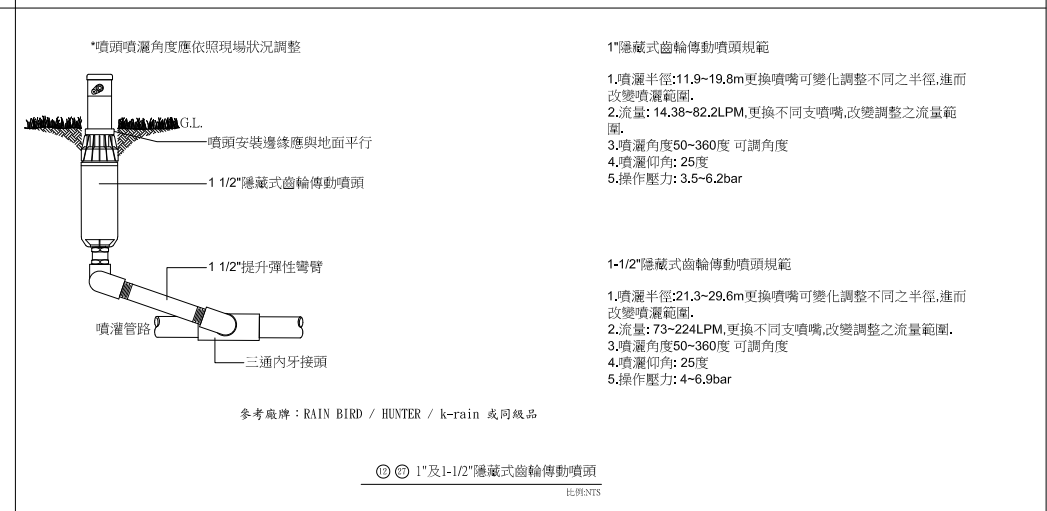 *噴頭噴灑角度應依照現場狀況調整
G.L.
噴頭安裝邊緣應與地面平行
1 1/2"隱藏式齒輪傳動噴頭
1 1/2"提升彈性彎臂
噴灌管路
三通內牙接頭
參考廠牌：RAIN BIRD / HUNTER / k-rain 或同級品
⑫ ㉗ 1"及1-1/2"隱藏式齒輪傳動噴頭
比例:NTS
1"隱藏式齒輪傳動噴頭規範
1.噴灑半徑:11.9~19.8m更換噴嘴可變化調整不同之半徑,進而
改變噴灑範圍.
2.流量: 14.38~82.2LPM,更換不同支噴嘴,改變調整之流量範
圍.
3.噴灑角度50~360度 可調角度
4.噴灑仰角: 25度
5.操作壓力: 3.5~6.2bar
1-1/2"隱藏式齒輪傳動噴頭規範
1.噴灑半徑:21.3~29.6m更換噴嘴可變化調整不同之半徑,進而
改變噴灑範圍.
2.流量: 73~224LPM,更換不同支噴嘴,改變調整之流量範圍.
3.噴灑角度50~360度 可調角度
4.噴灑仰角: 25度
5.操作壓力: 4~6.9bar